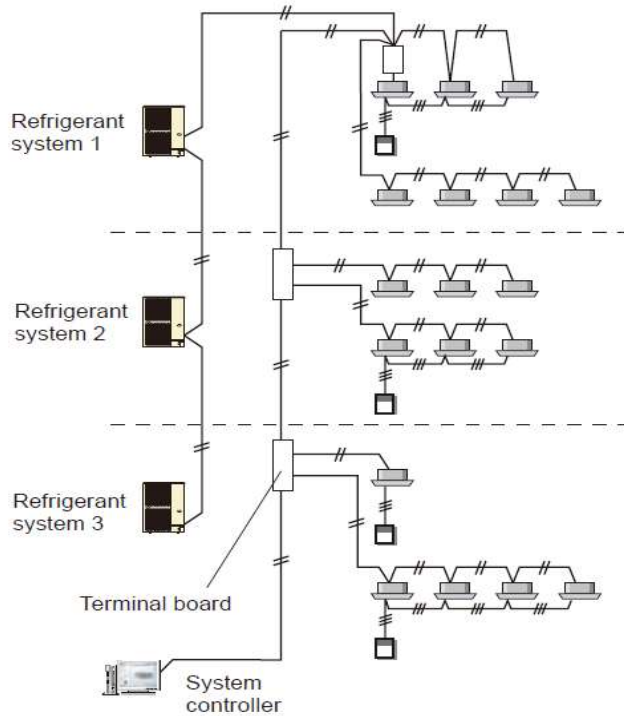 Refrigerant
system 1
Refrigerant
system 2
Refrigerant
system 3
Terminal board
System
controller